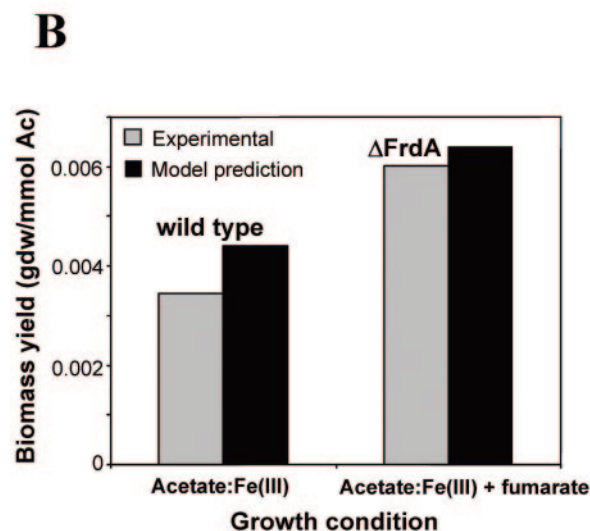 B
Experimental
Model prediction
ΔFrdA
wild type
0.006
0.004
0.002
0
Biomass yield (gdw/mmol Ac)
Acetate:Fe(III)
Acetate:Fe(III) + fumarate
Growth condition